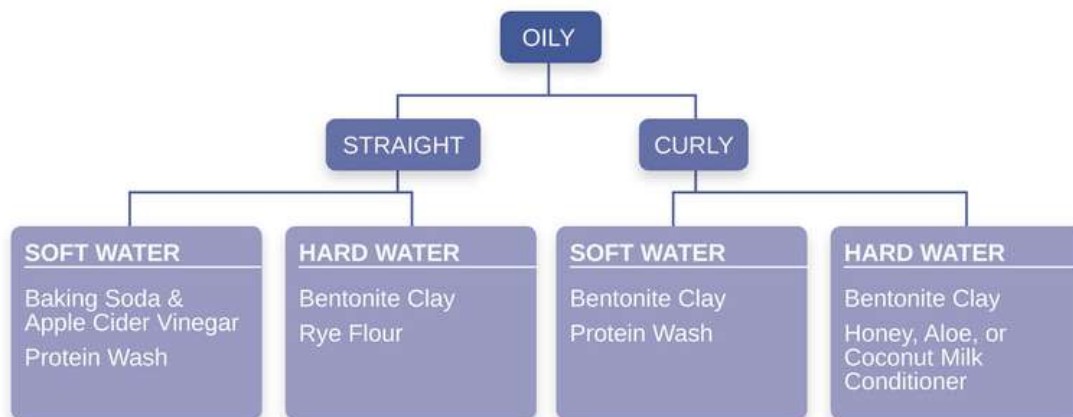 OILY
STRAIGHT
CURLY
SOFT WATER
Baking Soda &
Apple Cider Vinegar
Protein Wash
HARD WATER
Bentonite Clay
Rye Flour
SOFT WATER
Bentonite Clay
Protein Wash
HARD WATER
Bentonite Clay
Honey, Aloe, or
Coconut Milk
Conditioner